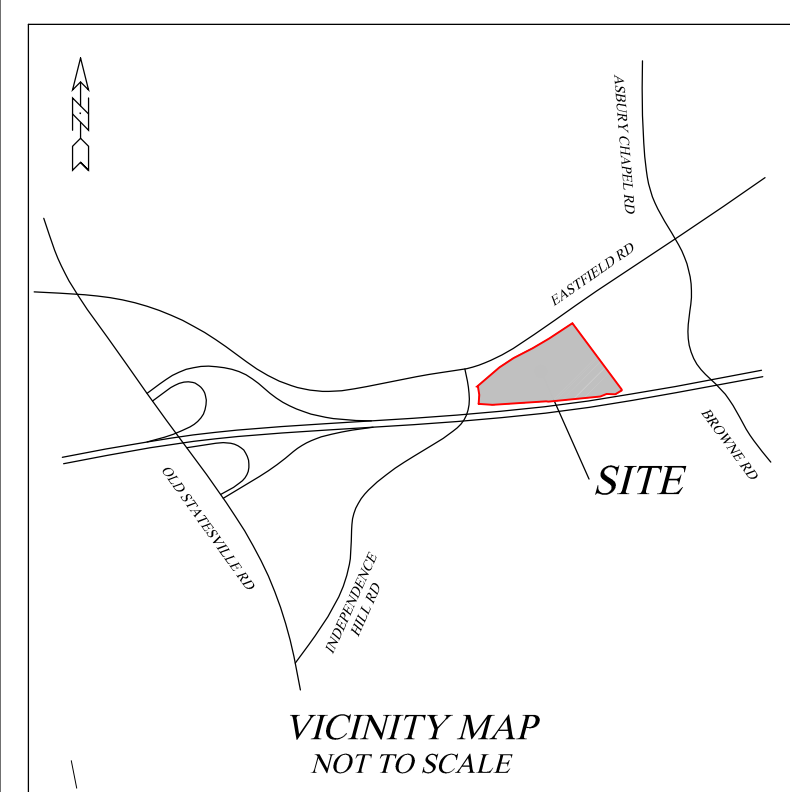 ASBURY CHAPEL RD
EASTFIELD RD
BROWNE RD
SITE
OLD STATESVILLE RD
INDEPENDENCE
HILL RD
VICINITY MAP
NOT TO SCALE